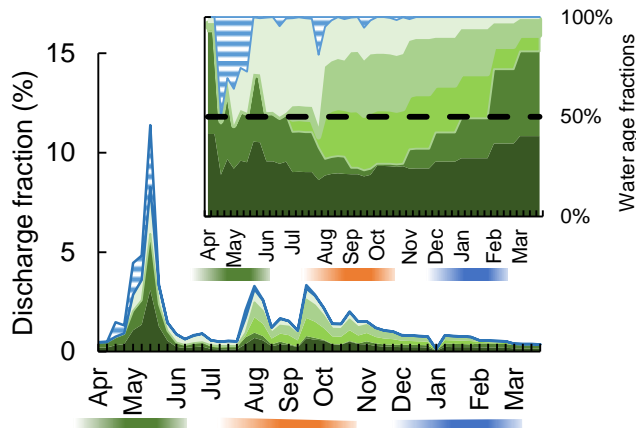 100%
15
50%
10
0%
5
0
Discharge fraction (%)
Water age fractions
Apr
May
Jun
Jul
Aug
Sep
Oct
Nov
Dec
Jan
Feb
Mar
Apr
May
Jun
Jul
Aug
Sep
Oct
Nov
Dec
Jan
Feb
Mar